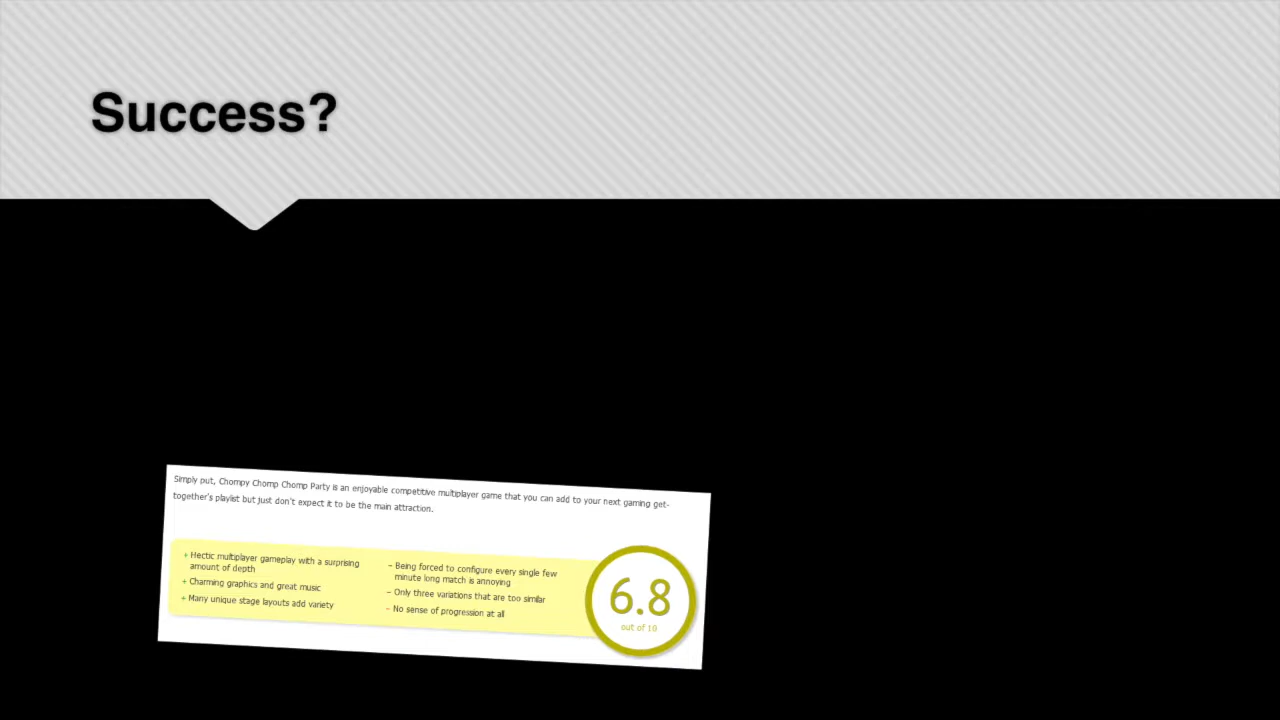 Success?
Simply put, Chompy Chomp Chomp Party is an enjoyable competitive multiplayer game that you can add to your next gaming get-
together's playlist but just don't expect it to be the main attraction.
+ Hectic multiplayer gameplay with a surprising
amount of depth
+ Charming graphics and great music
+ Many unique stage layouts add variety
– Being forced to configure every single few
minute long match is annoying
– Only three variations that are too similar
– No sense of progression at all
6.8
out of 10